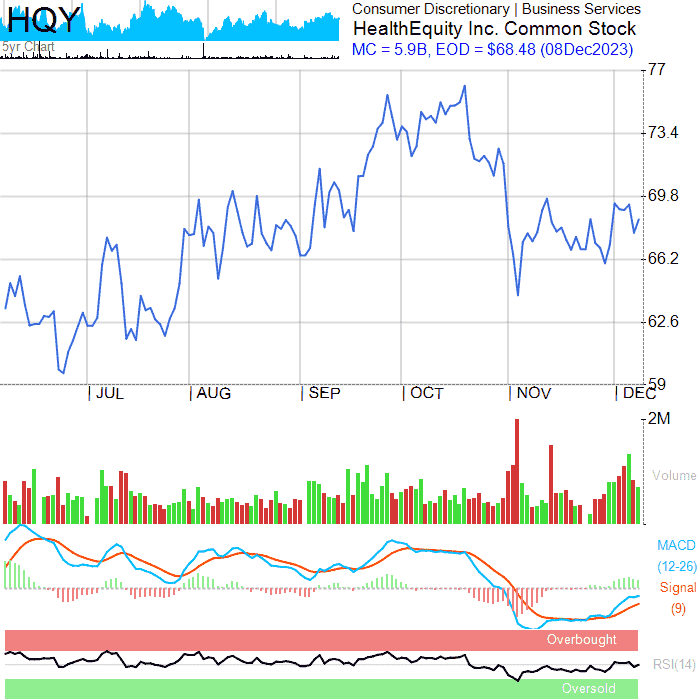 HQY
5yr Chart
Consumer Discretionary | Business Services
HealthEquity Inc. Common Stock
MC = 5.9B, EOD = $68.48 (08Dec2023)
77
73.4
69.8
66.2
62.6
59
JUL AUG SEP OCT NOV DEC
2M
Volume
MACD
(12-26)
Signal
(9)
Overbought
RSI(14)
Oversold